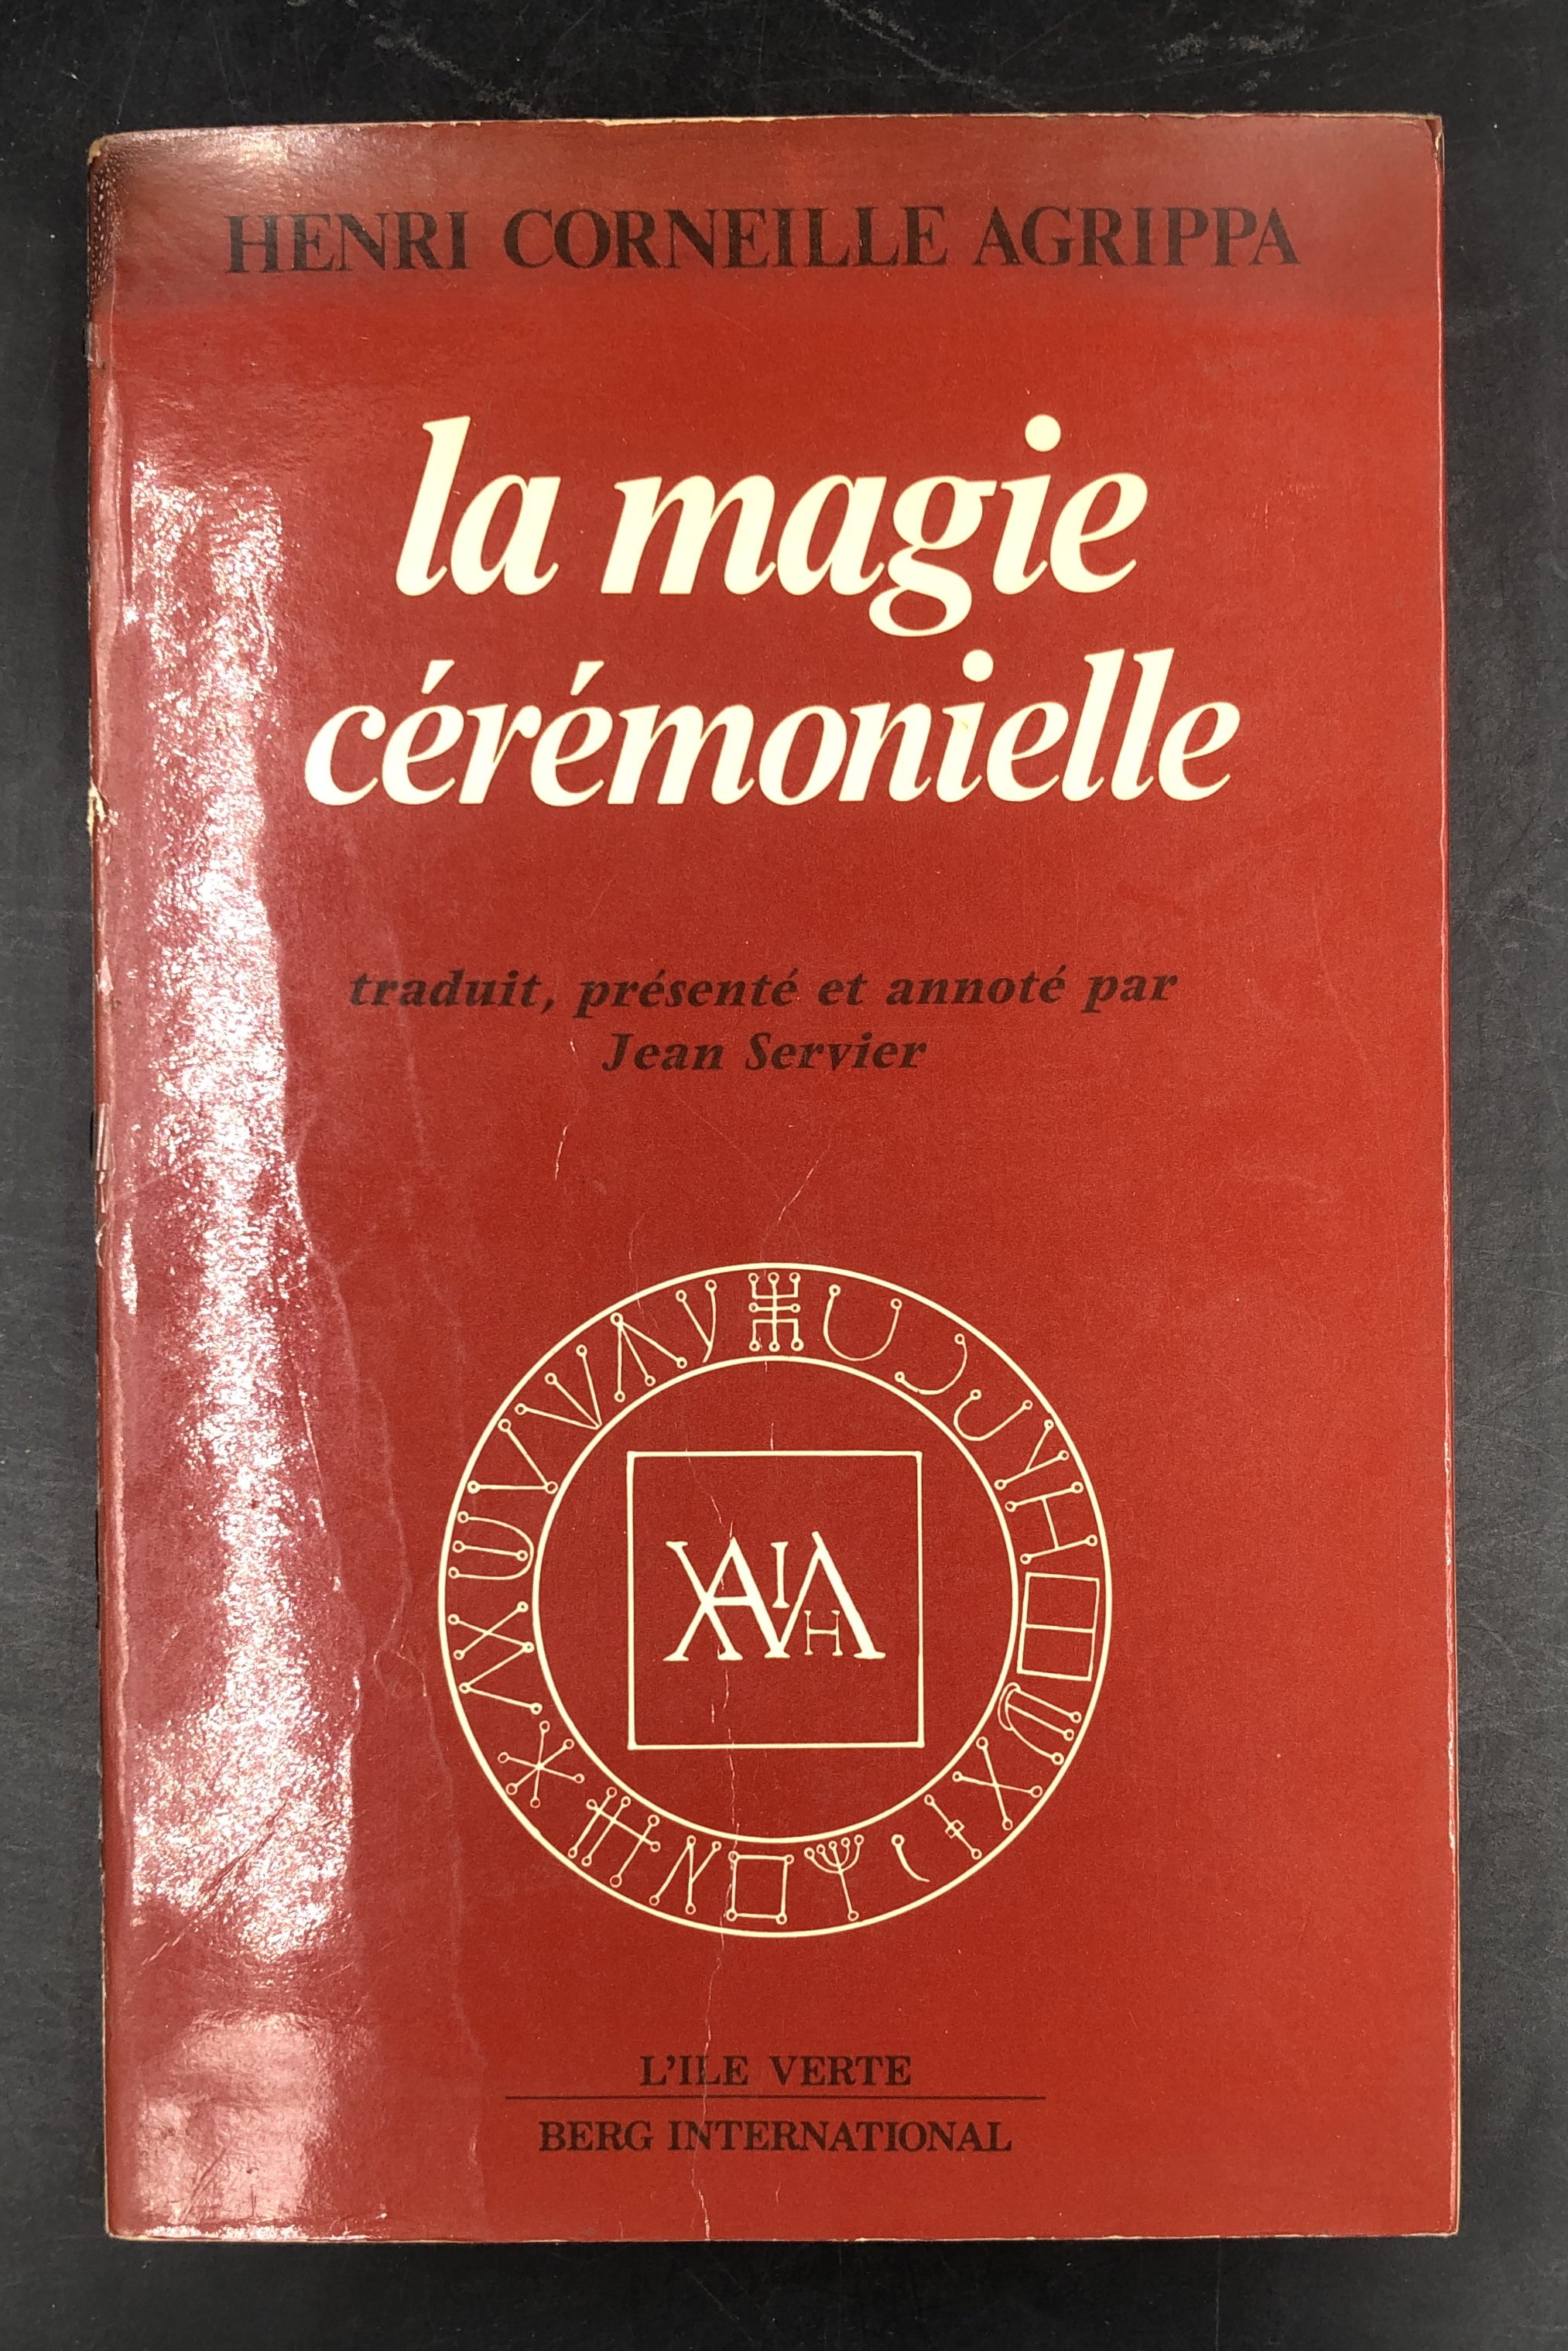 HENRI CORNEILLE AGRIPPA
la magie
cérémonielle
traduit, présenté et annoté par
Jean Servier
L'ILE VERTE
BERG INTERNATIONAL